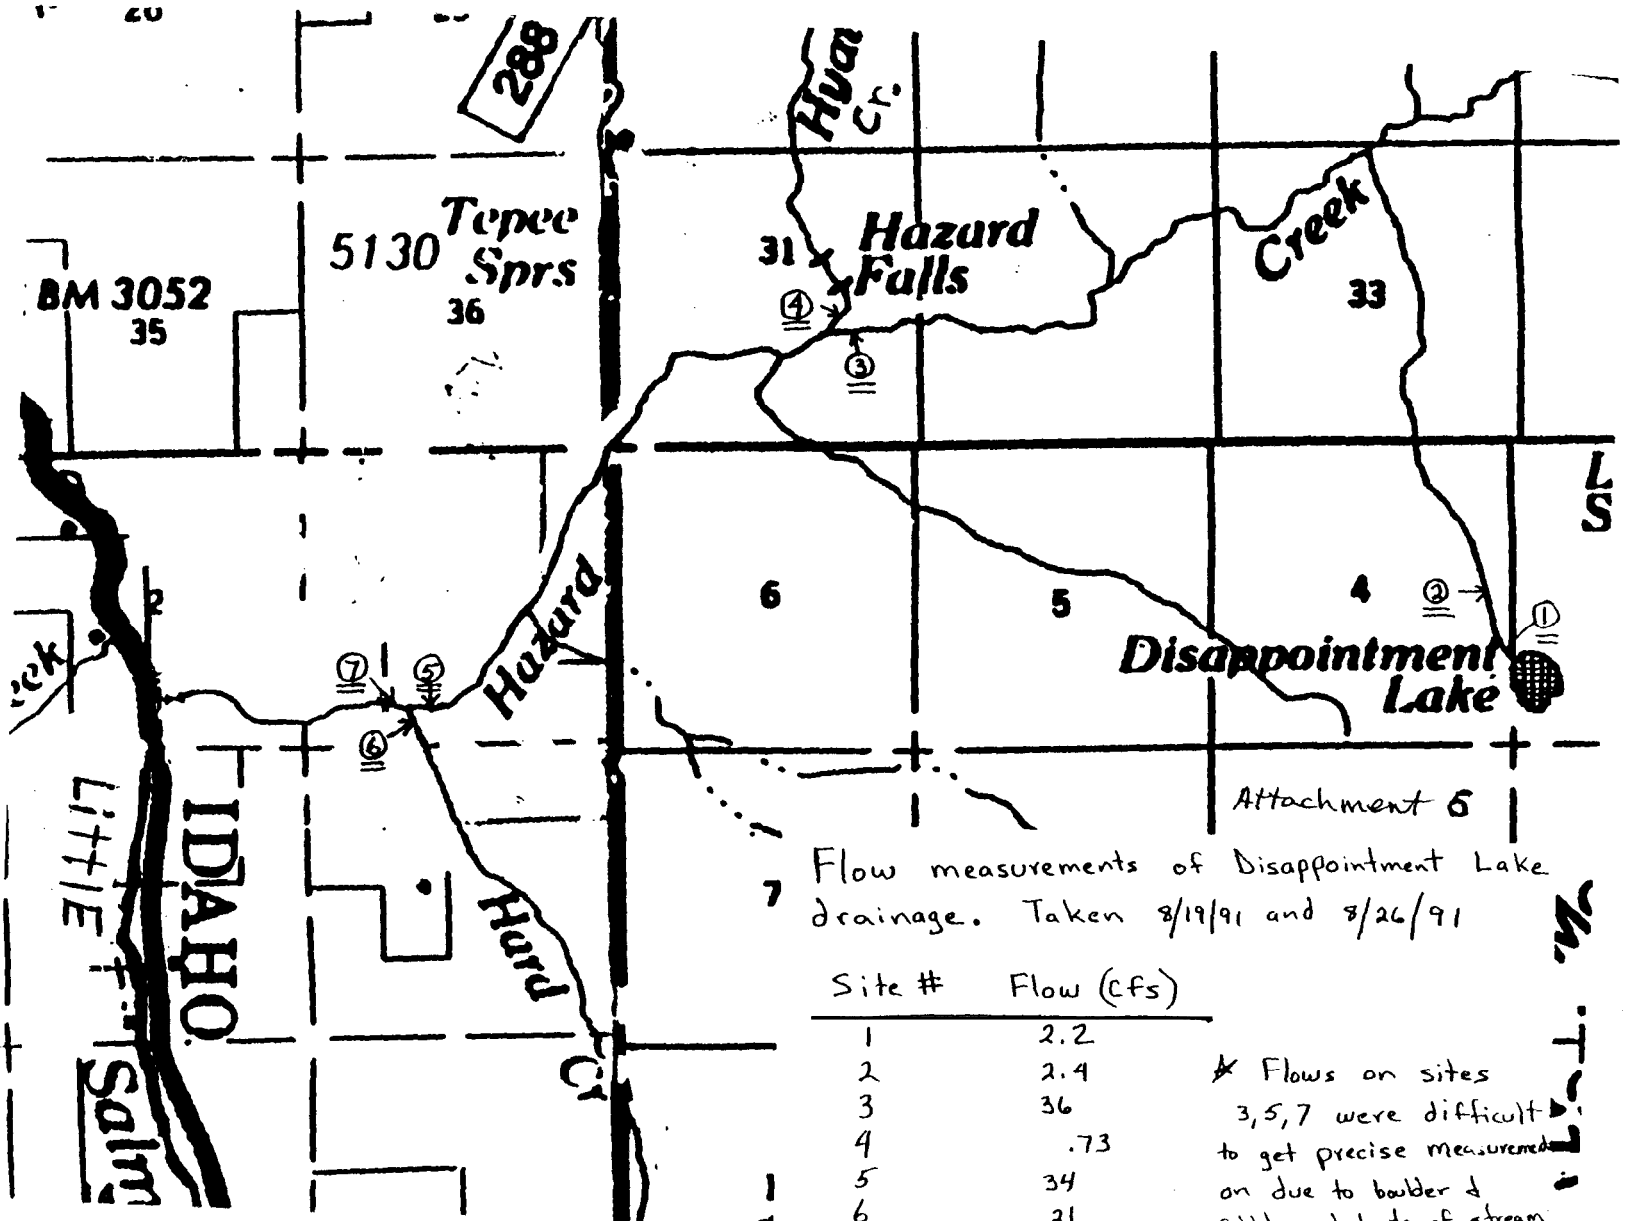 288
Cr.
Tepee
Sprs
5130
36
BM 3052
35
31
Hazard
Falls
Creek
33
④
③
L
S
6
5
4
②
①
Disappointment
Lake
2
eek
⑦
⑤
⑥
Hazard
IDAHO
LITTLE
Salm
Hard
Cr
7
Attachment 6
Flow measurements of Disappointment Lake
drainage. Taken 8/19/91 and 8/26/91
Site # Flow (cfs)
1 2.2
2 2.4
3 36
4 .73
5 34
6 21
Flows on sites
3,5,7 were difficult
to get precise measurements
on due to boulder &
of stream